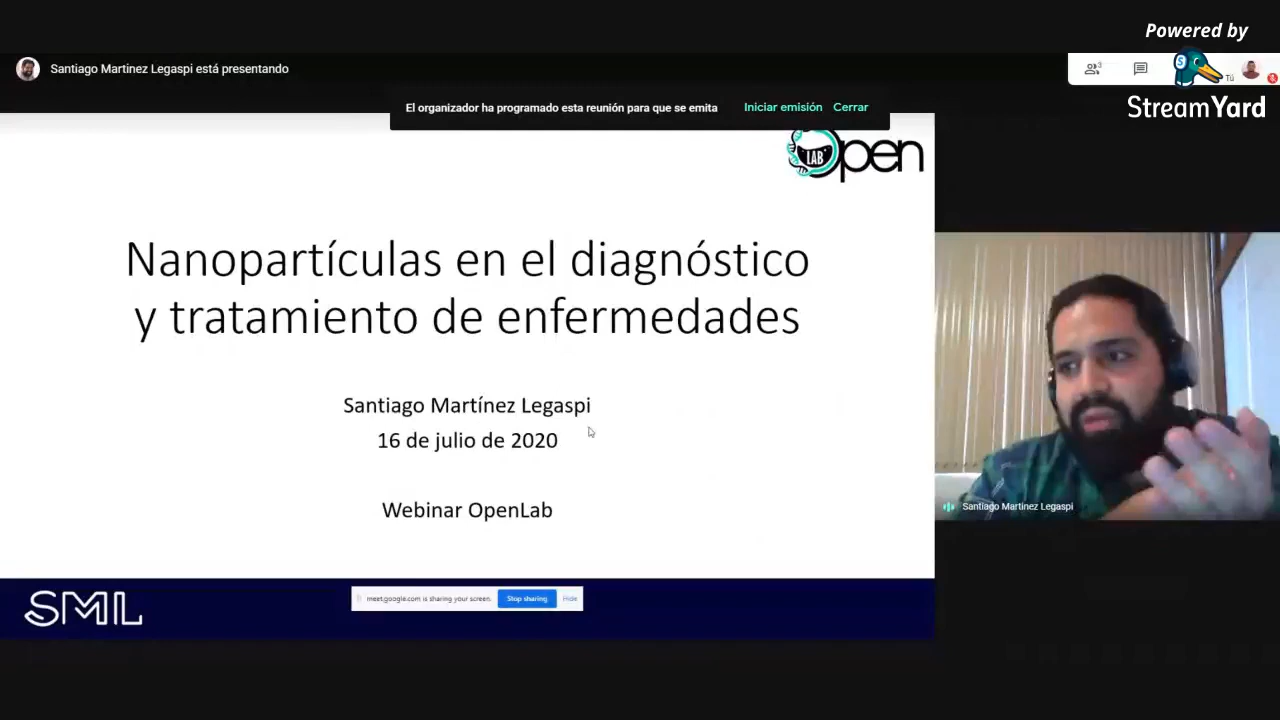 Powered by
StreamYard
Santiago Martinez Legaspi está presentando
3
Tú
El organizador ha programado esta reunión para que se emita Iniciar emisión Cerrar
LAB
Open
Nanopartículas en el diagnóstico
y tratamiento de enfermedades
Santiago Martínez Legaspi
16 de julio de 2020
Webinar OpenLab
Santiago Martinez Legaspi
SML
meet.google.com is sharing your screen. Stop sharing Hide